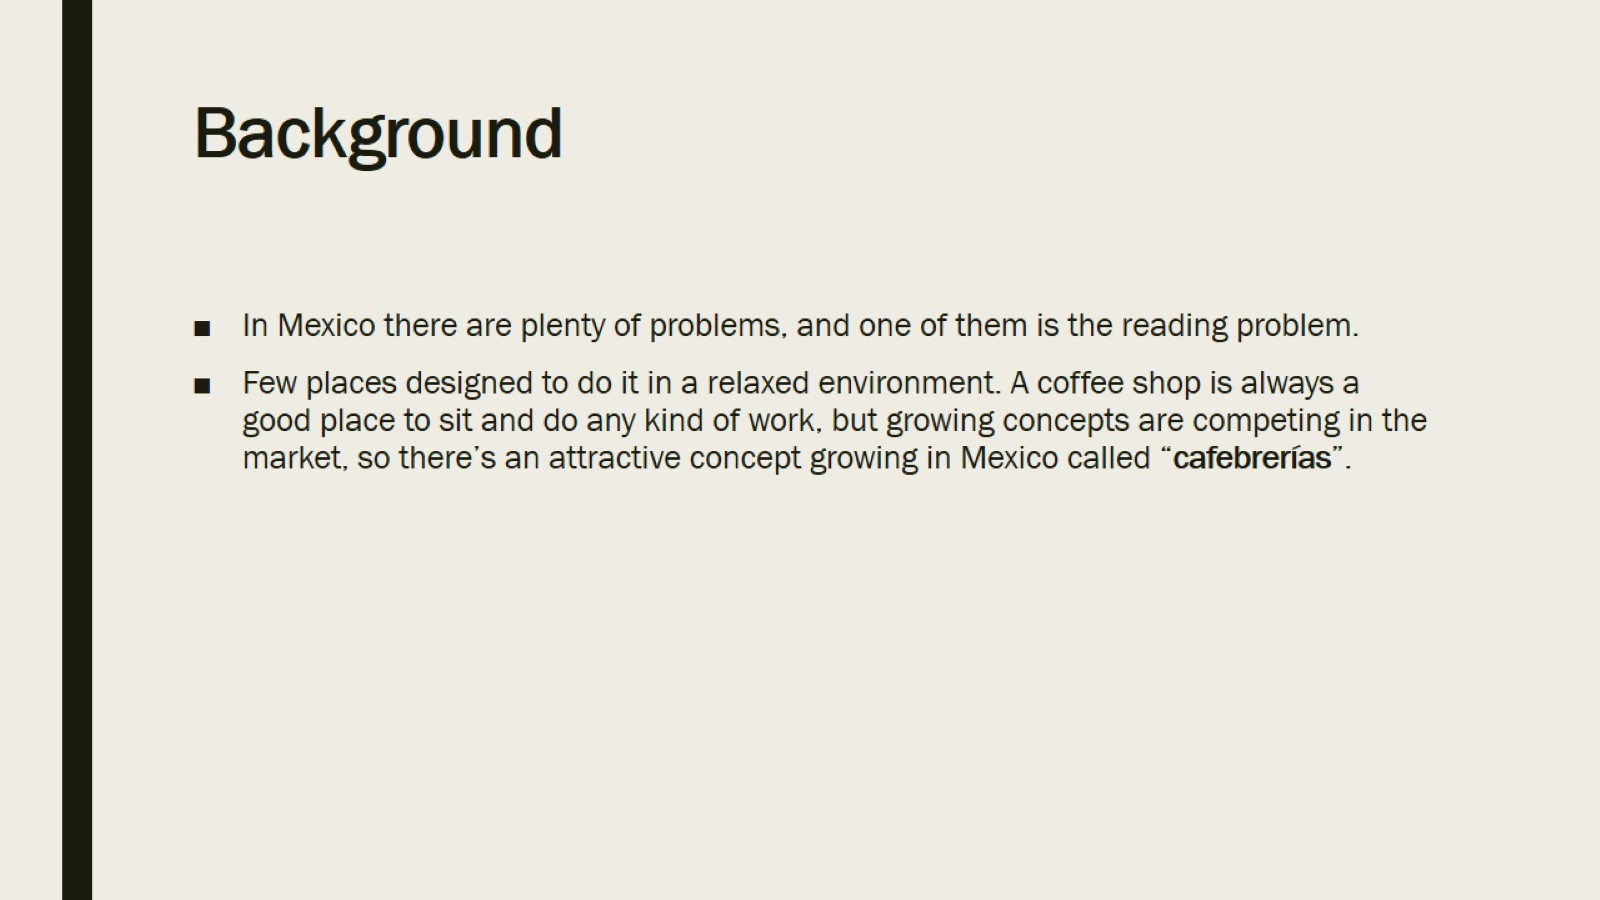 Background
■ In Mexico there are plenty of problems, and one of them is the reading problem.
■ Few places designed to do it in a relaxed environment. A coffee shop is always a
good place to sit and do any kind of work, but growing concepts are competing in the
market, so there’s an attractive concept growing in Mexico called “cafebrerías”.